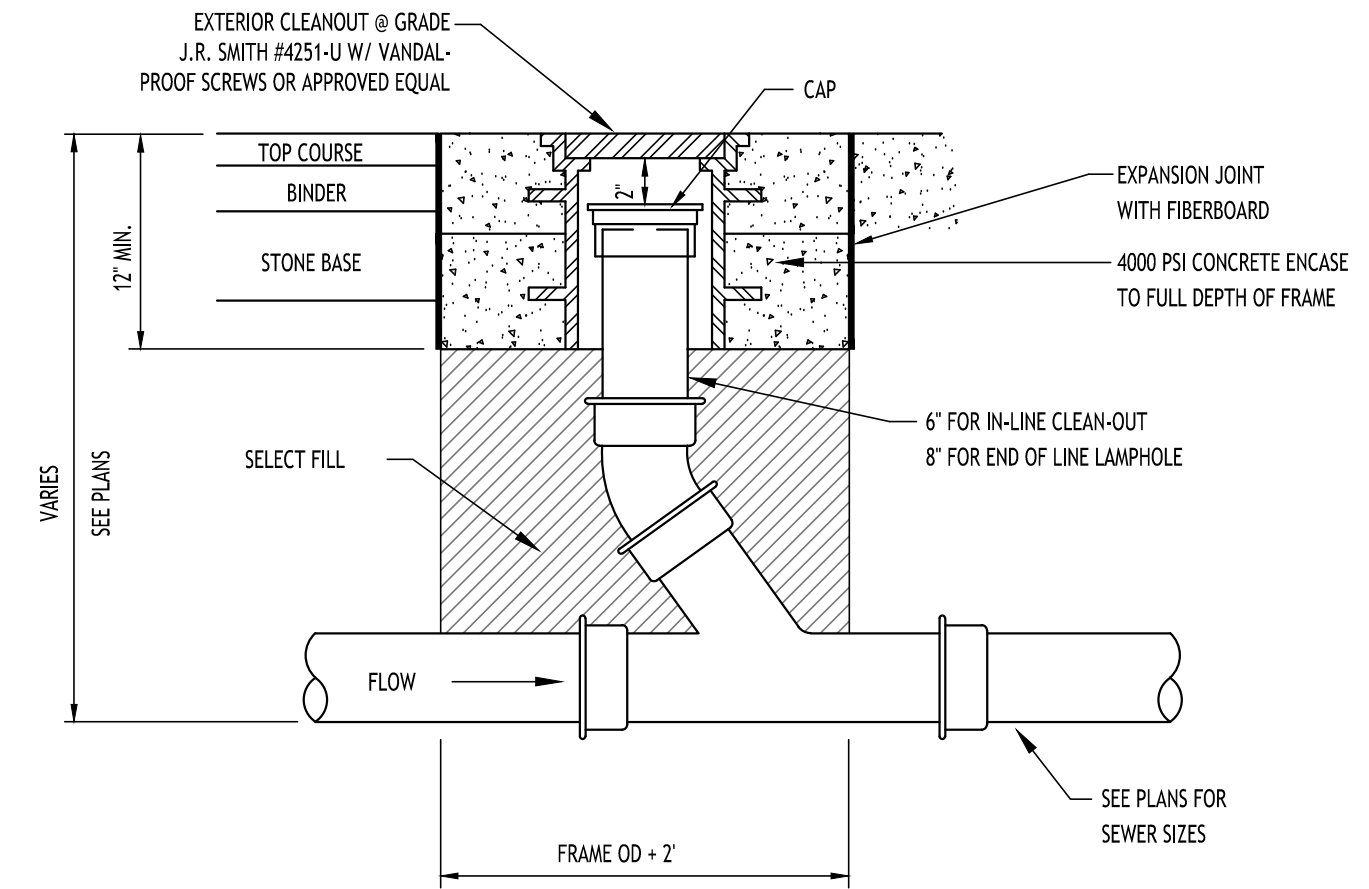 EXTERIOR CLEANOUT @ GRADE
J.R. SMITH #4251-U W/ VANDAL-
PROOF SCREWS OR APPROVED EQUAL
CAP
TOP COURSE
BINDER
STONE BASE
12" MIN.
2"
EXPANSION JOINT
WITH FIBERBOARD
4000 PSI CONCRETE ENCASE
TO FULL DEPTH OF FRAME
6" FOR IN-LINE CLEAN-OUT
8" FOR END OF LINE LAMPHOLE
SELECT FILL
VARIES
SEE PLANS
FLOW
SEE PLANS FOR
SEWER SIZES
FRAME OD + 2'